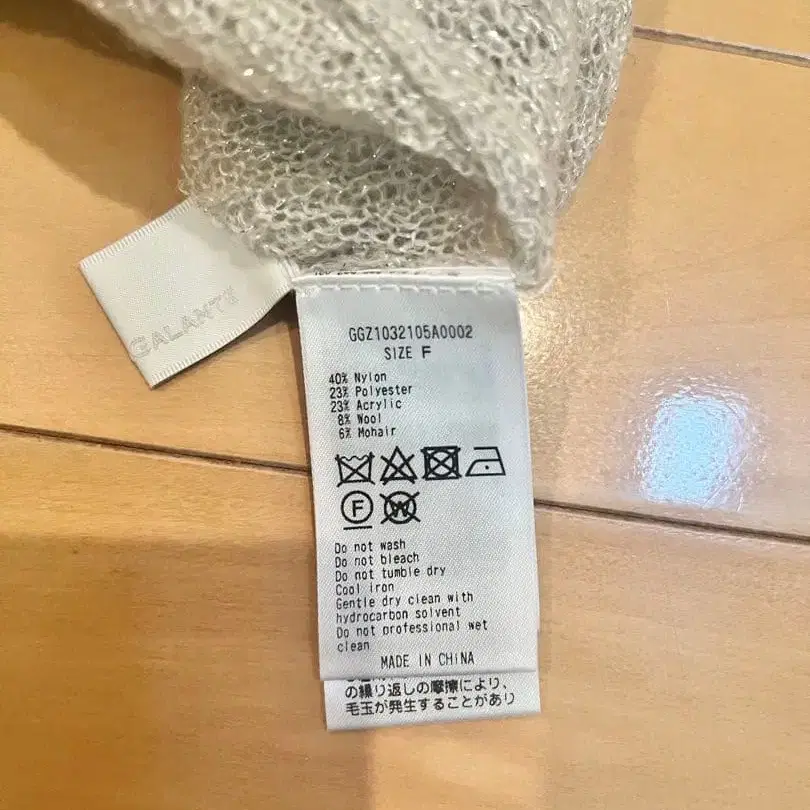 GALANTE
GGZ1032105A0002
SIZE F
40% Nylon
23% Polyester
23% Acrylic
8% Wool
6% Mohair
F
W
Do not wash
Do not bleach
Do not tumble dry
Cool iron
Gentle dry clean with
hydrocarbon solvent
Do not professional wet
clean
MADE IN CHINA
の繰り返しの摩擦により、
毛玉が発生することがあり